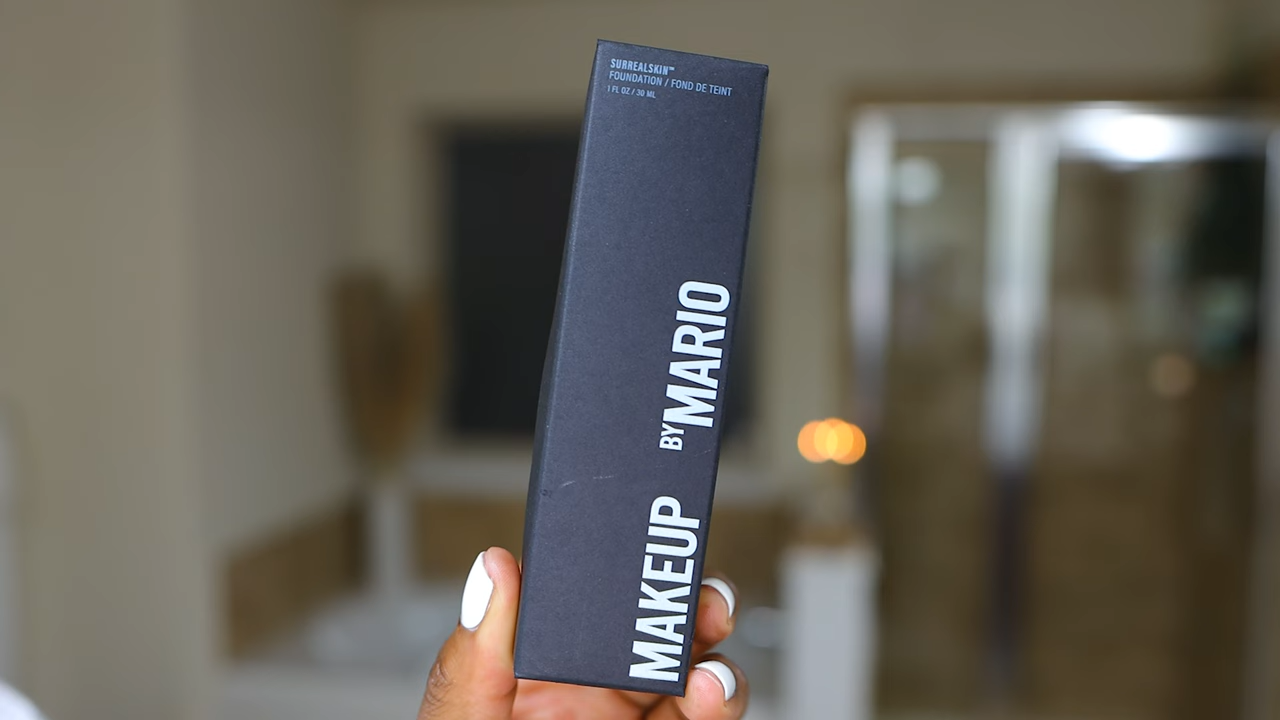 SURREALSKIN™
FOUNDATION / FOND DE TEINT
1 FL OZ / 30 ML
MAKEUP BY MARIO